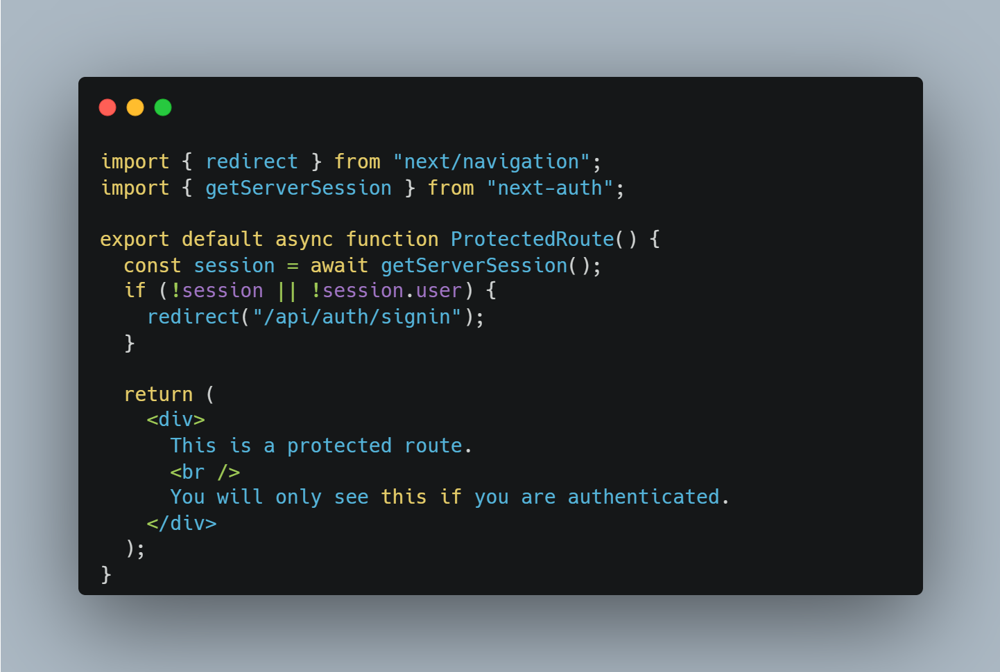 import { redirect } from "next/navigation";
import { getServerSession } from "next-auth";

export default async function ProtectedRoute() {
  const session = await getServerSession();
  if (!session || !session.user) {
    redirect("/api/auth/signin");
  }

  return (
    <div>
      This is a protected route.
      <br />
      You will only see this if you are authenticated.
    </div>
  );
}